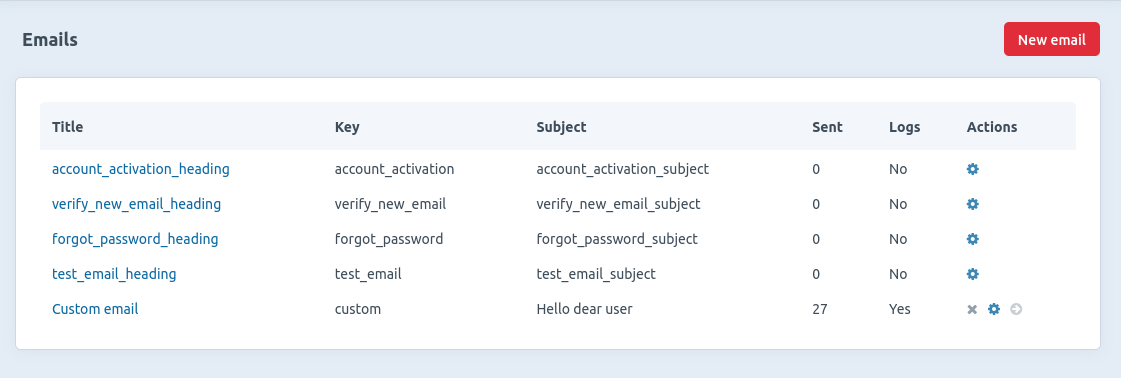 Emails
New email
Title Key Subject Sent Logs Actions
account_activation_heading account_activation account_activation_subject 0 No
verify_new_email_heading verify_new_email verify_new_email_subject 0 No
forgot_password_heading forgot_password forgot_password_subject 0 No
test_email_heading test_email test_email_subject 0 No
Custom email custom Hello dear user 27 Yes